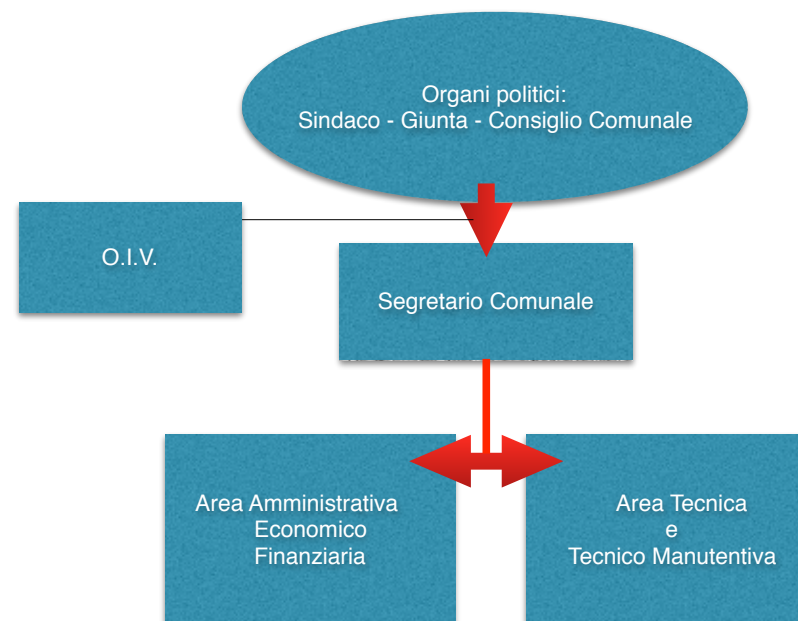 Organi politici:
Sindaco - Giunta - Consiglio Comunale
O.I.V.
Segretario Comunale
Area Amministrativa
Economico
Finanziaria
Area Tecnica
e
Tecnico Manutentiva